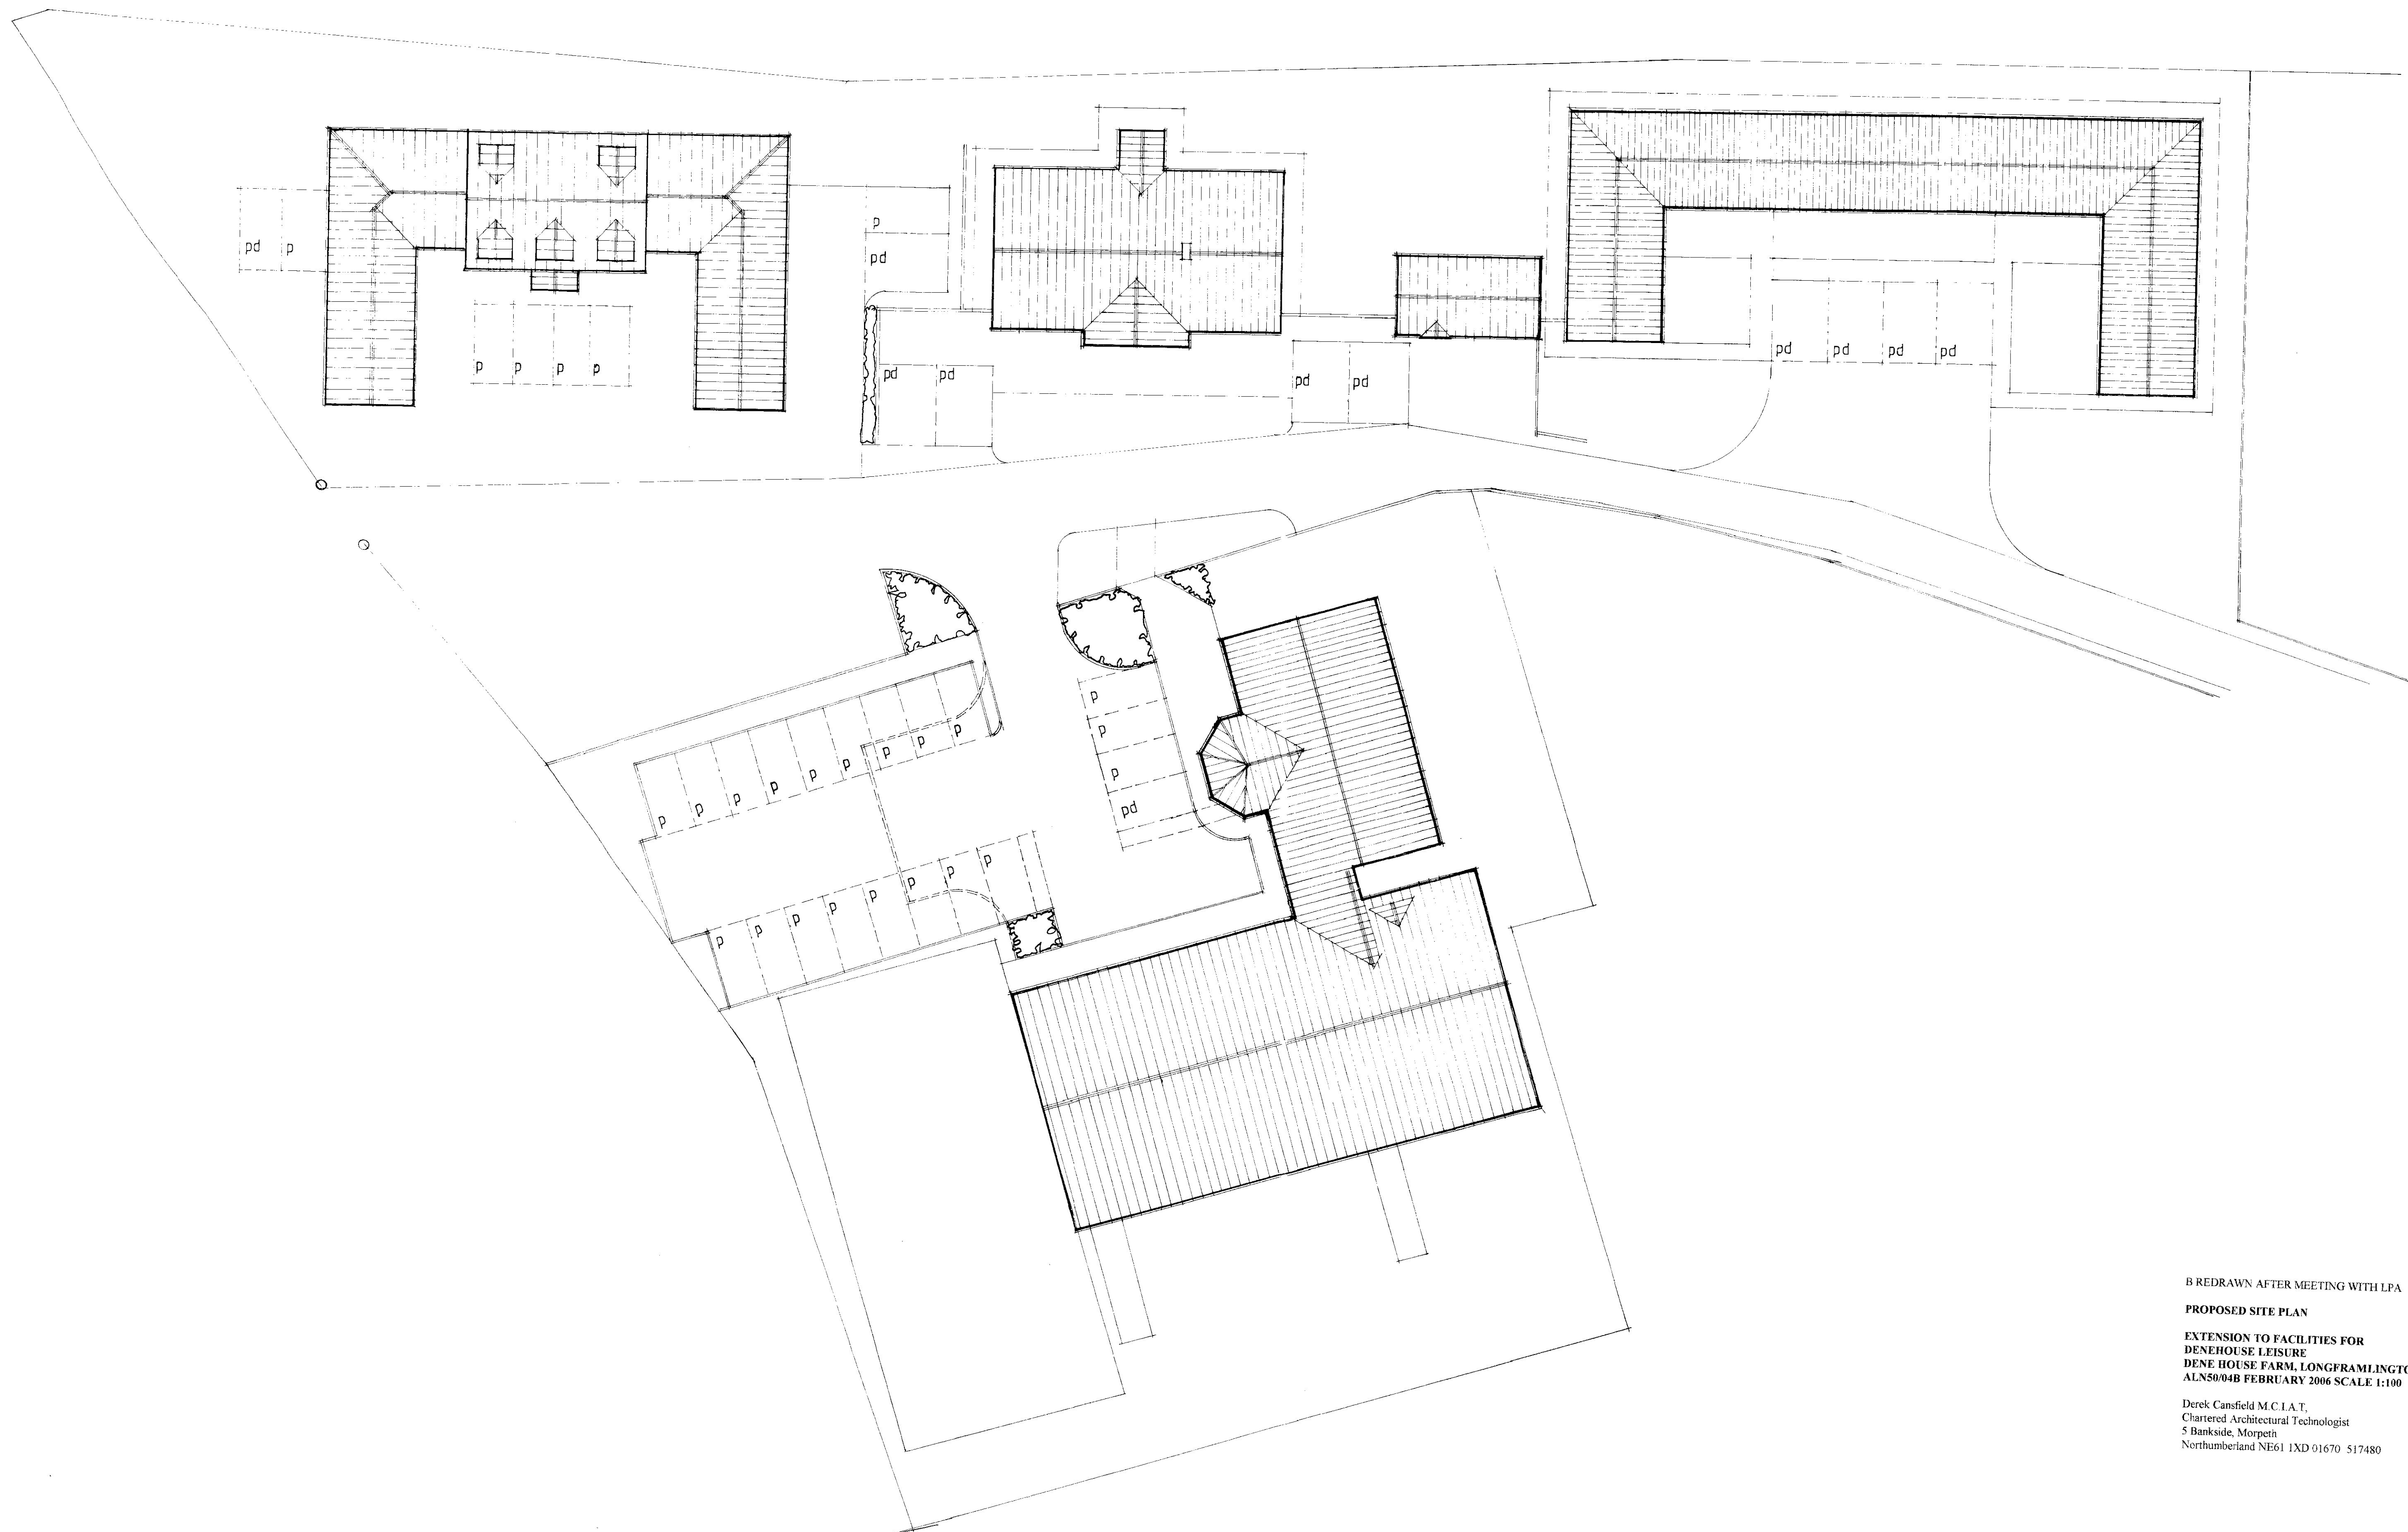 pd p
p
pd
p p p p
pd pd
pd pd
pd pd pd pd
p
p
p
pd
p p p p p p p p p
p p p p p p p p
B REDRAWN AFTER MEETING WITH LPA
PROPOSED SITE PLAN
EXTENSION TO FACILITIES FOR
DENEHOUSE LEISURE
DENE HOUSE FARM, LONGFRAMLINGTO
ALN50/04B FEBRUARY 2006 SCALE 1:100
Derek Cansfield M.C.I.A.T,
Chartered Architectural Technologist
5 Bankside, Morpeth
Northumberland NE61 1XD 01670 517480